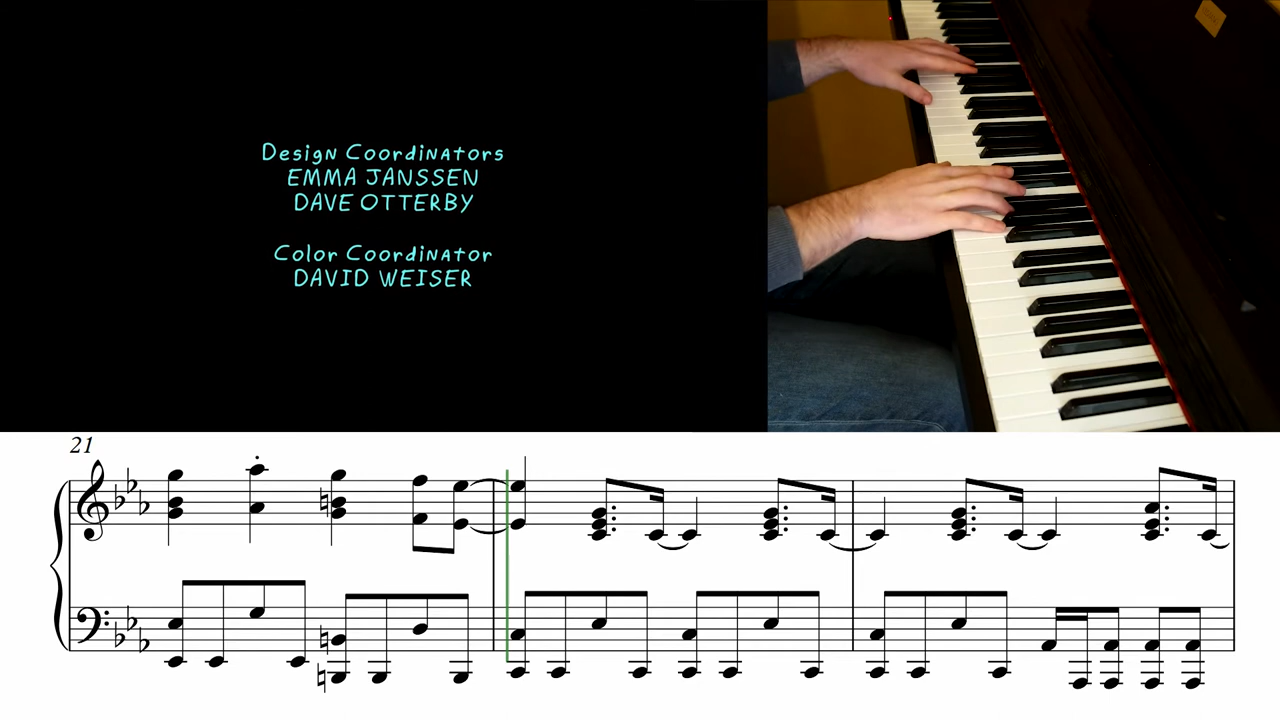 Design Coordinators
EMMA JANSSEN
DAVE OTTERBY
Color Coordinator
DAVID WEISER
21